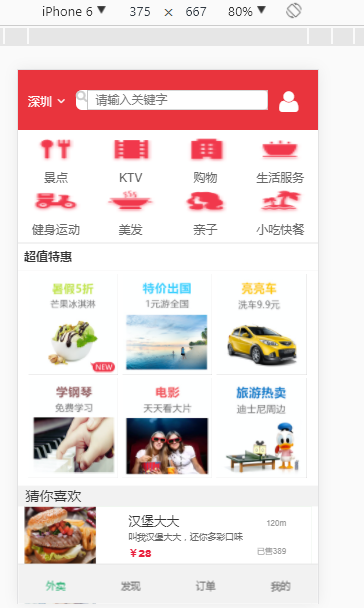 iPhone 6 ▼ 375 × 667 80% ▼
深圳 请输入关键字
景点 KTV 购物 生活服务
健身运动 美发 亲子 小吃快餐
超值特惠
暑假5折 特价出国 亮亮车
芒果冰淇淋 1元游全国 洗车9.9元
NEW
学钢琴 电影 旅游热卖
免费学习 天天看大片 迪士尼周边
猜你喜欢
汉堡大大 120m
叫我汉堡大大，还你多彩口味
¥28 已售389
外卖 发现 订单 我的